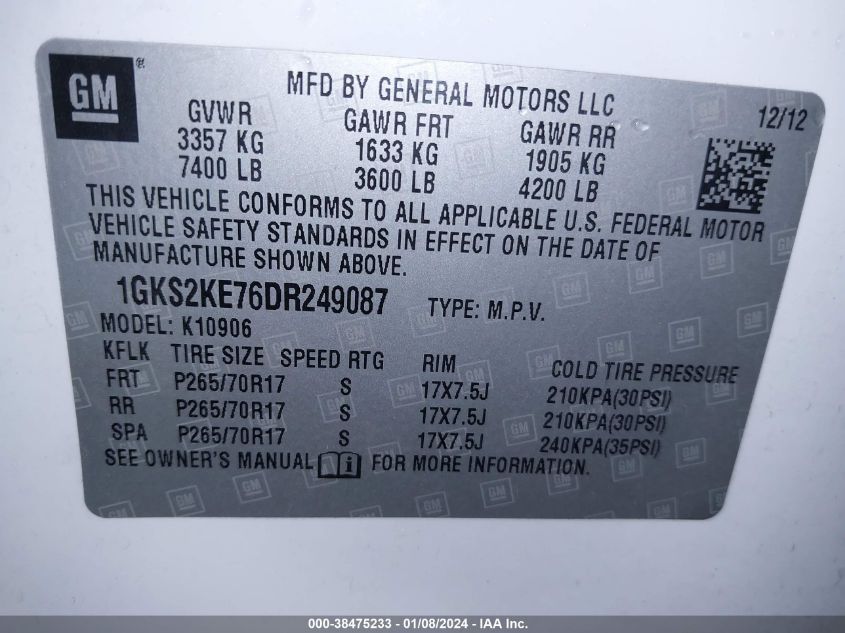 GM ®
MFD BY GENERAL MOTORS LLC
12/12
GVWR GAWR FRT GAWR RR
3357 KG 1633 KG 1905 KG
7400 LB 3600 LB 4200 LB
THIS VEHICLE CONFORMS TO ALL APPLICABLE U.S. FEDERAL MOTOR
VEHICLE SAFETY STANDARDS IN EFFECT ON THE DATE OF
MANUFACTURE SHOWN ABOVE.
1GKS2KE76DR249087 TYPE: M.P.V.
MODEL: K10906
KFLK TIRE SIZE SPEED RTG RIM COLD TIRE PRESSURE
FRT P265/70R17 S 17X7.5J 210KPA(30PSI)
RR P265/70R17 S 17X7.5J 210KPA(30PSI)
SPA P265/70R17 S 17X7.5J 240KPA(35PSI)
SEE OWNER'S MANUAL i FOR MORE INFORMATION.
000-38475233 - 01/08/2024 - IAA Inc.